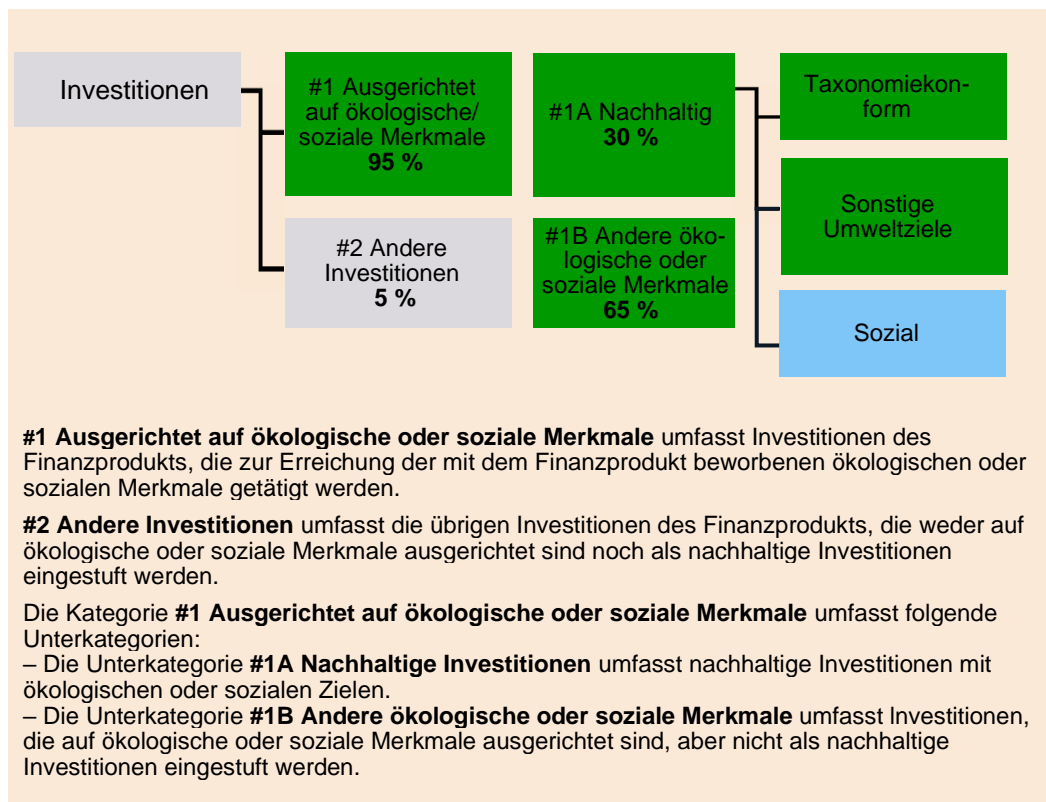 Investitionen
#1 Ausgerichtet
auf ökologische/
soziale Merkmale
95 %
#2 Andere
Investitionen
5 %
#1A Nachhaltig
30 %
#1B Andere öko-
logische oder
soziale Merkmale
65 %
Taxonomiekon-
form
Sonstige
Umweltziele
Sozial
#1 Ausgerichtet auf ökologische oder soziale Merkmale umfasst Investitionen des
Finanzprodukts, die zur Erreichung der mit dem Finanzprodukt beworbenen ökologischen oder
sozialen Merkmale getätigt werden.
#2 Andere Investitionen umfasst die übrigen Investitionen des Finanzprodukts, die weder auf
ökologische oder soziale Merkmale ausgerichtet sind noch als nachhaltige Investitionen
eingestuft werden.
Die Kategorie #1 Ausgerichtet auf ökologische oder soziale Merkmale umfasst folgende
Unterkategorien:
– Die Unterkategorie #1A Nachhaltige Investitionen umfasst nachhaltige Investitionen mit
ökologischen oder sozialen Zielen.
– Die Unterkategorie #1B Andere ökologische oder soziale Merkmale umfasst Investitionen,
die auf ökologische oder soziale Merkmale ausgerichtet sind, aber nicht als nachhaltige
Investitionen eingestuft werden.